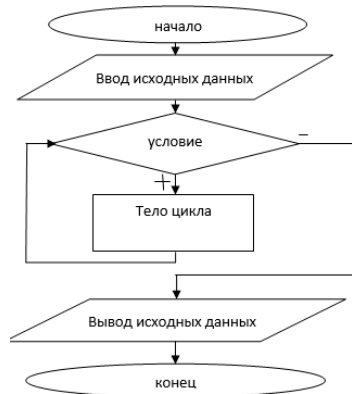 начало
Ввод исходных данных
условие
–
+
Тело цикла
Вывод исходных данных
конец